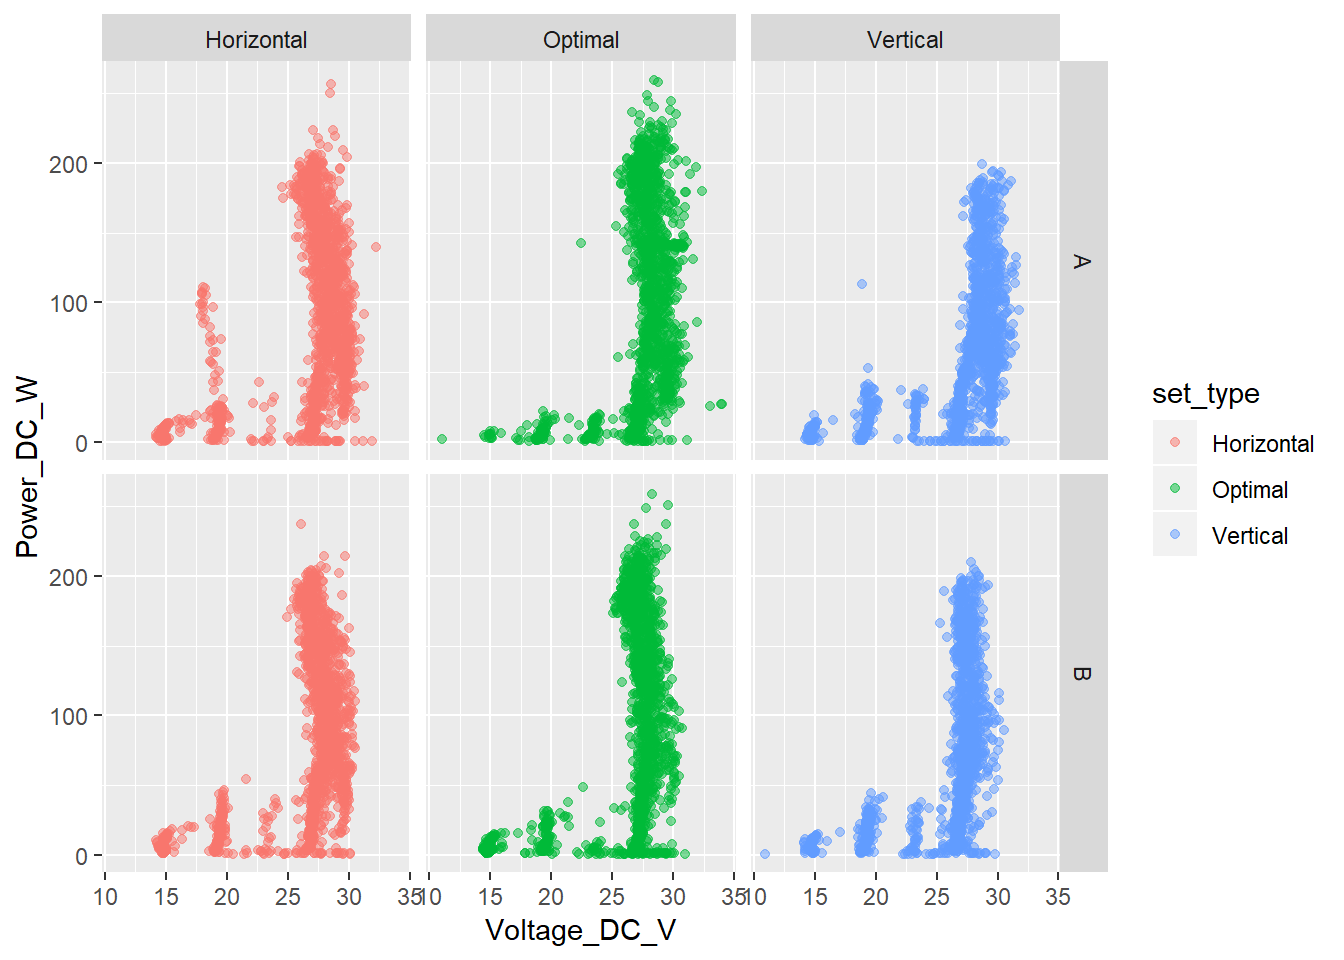 Horizontal Optimal Vertical
200
100
0
A
200
100
0
B
10 15 20 25 30 35 10 15 20 25 30 35 10 15 20 25 30 35
Voltage_DC_V
Power_DC_W
set_type
Horizontal
Optimal
Vertical